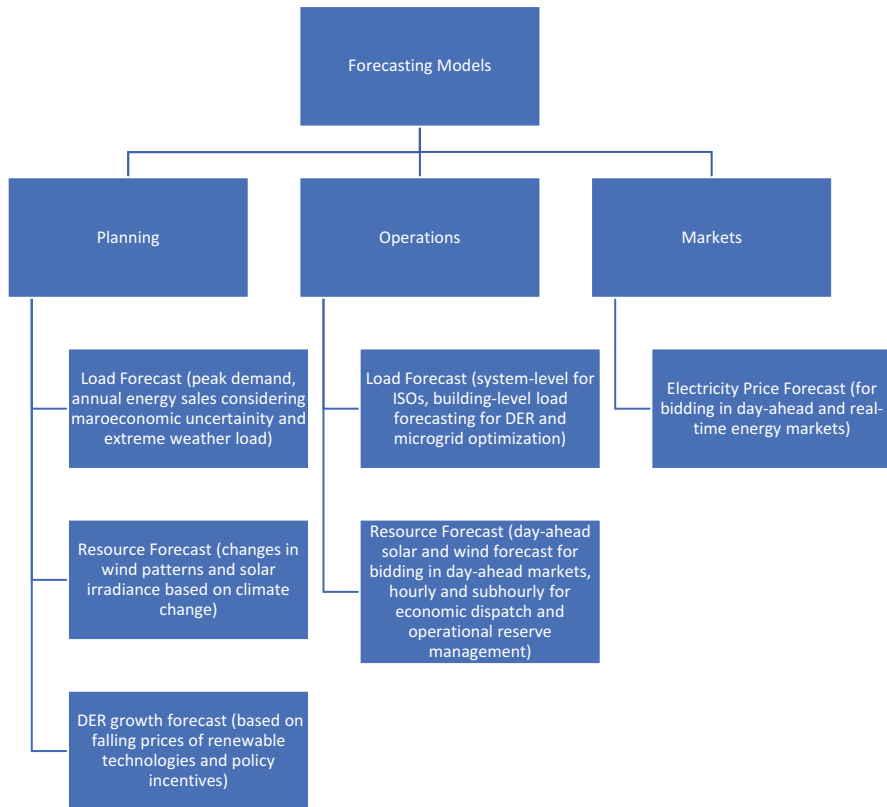 Forecasting Models
Planning
Operations
Markets
Load Forecast (peak demand,
annual energy sales considering
maroeconomic uncertainity and
extreme weather load)
Load Forecast (system-level for
ISOs, building-level load
forecasting for DER and
microgrid optimization)
Electricity Price Forecast (for
bidding in day-ahead and real-
time energy markets)
Resource Forecast (changes in
wind patterns and solar
irradiance based on climate
change)
Resource Forecast (day-ahead
solar and wind forecast for
bidding in day-ahead markets,
hourly and subhourly for
economic dispatch and
operational reserve
management)
DER growth forecast (based on
falling prices of renewable
technologies and policy
incentives)